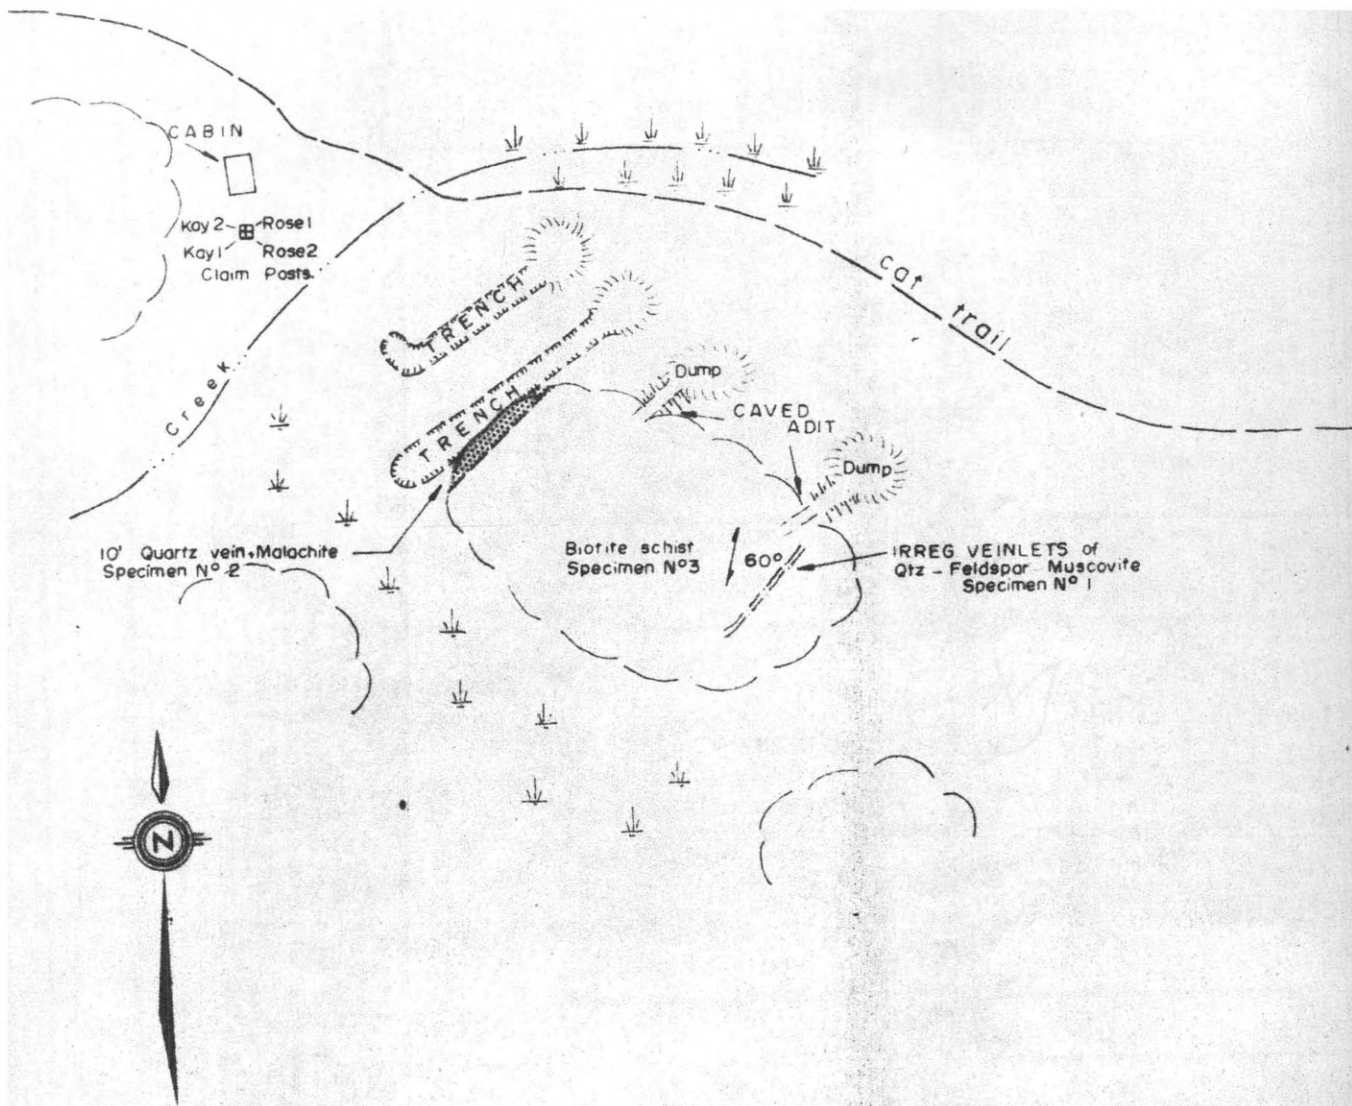 CABIN
Kay 2 Rose 1
Kay 1 Rose 2
Claim Posts.
Creek
cat trail
TRENCH
TRENCH
Dump
CAVED
ADIT
Dump
10' Quartz vein + Malachite
Specimen Nº 2
Biotite schist
Specimen Nº 3
60°
IRREG VEINLETS of
Qtz - Feldspar - Muscovite
Specimen Nº 1
N